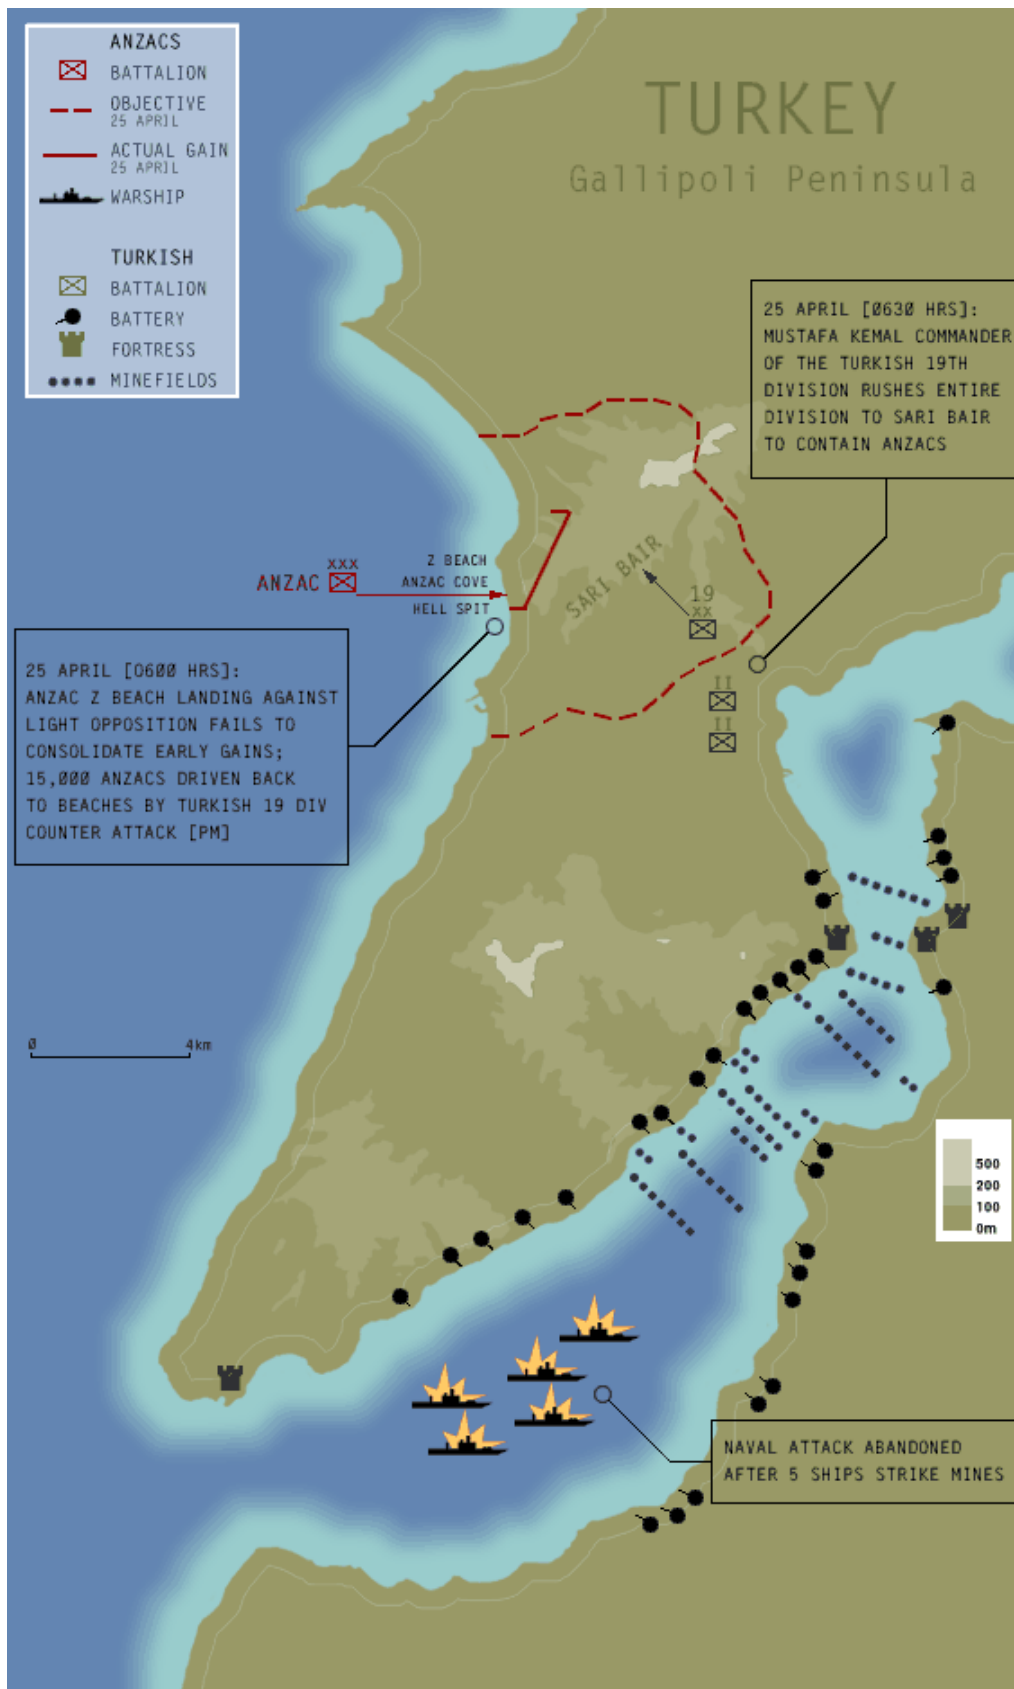 ANZACS
BATTALION
OBJECTIVE
25 APRIL
ACTUAL GAIN
25 APRIL
WARSHIP
TURKISH
BATTALION
BATTERY
FORTRESS
MINEFIELDS
TURKEY
Gallipoli Peninsula
25 APRIL [0630 HRS]:
MUSTAFA KEMAL COMMANDER
OF THE TURKISH 19TH
DIVISION RUSHES ENTIRE
DIVISION TO SARI BAIR
TO CONTAIN ANZACS
XXX
ANZAC
Z BEACH
ANZAC COVE
HELL SPIT
SARI BAIR
19
XX
II
II
25 APRIL [0600 HRS]:
ANZAC Z BEACH LANDING AGAINST
LIGHT OPPOSITION FAILS TO
CONSOLIDATE EARLY GAINS;
15,000 ANZACS DRIVEN BACK
TO BEACHES BY TURKISH 19 DIV
COUNTER ATTACK [PM]
0 4km
500
200
100
0m
NAVAL ATTACK ABANDONED
AFTER 5 SHIPS STRIKE MINES